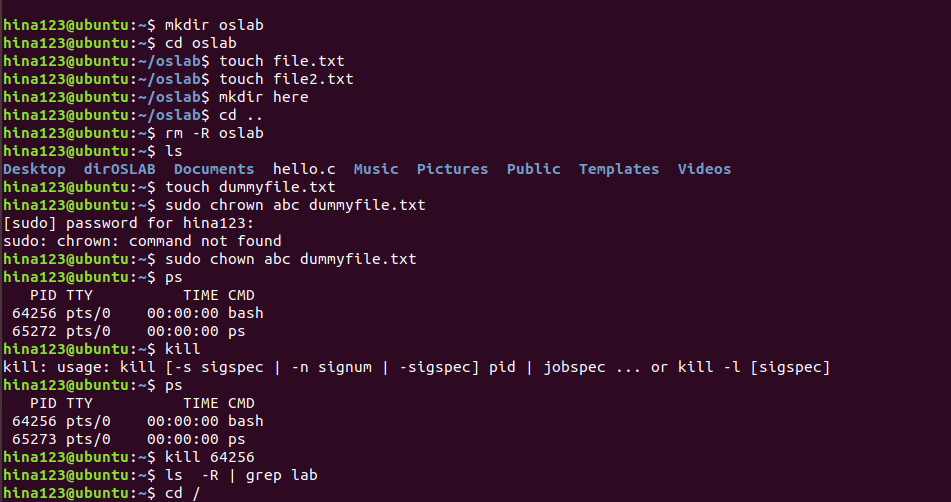 hina123@ubuntu:~$ mkdir oslab
hina123@ubuntu:~$ cd oslab
hina123@ubuntu:~/oslab$ touch file.txt
hina123@ubuntu:~/oslab$ touch file2.txt
hina123@ubuntu:~/oslab$ mkdir here
hina123@ubuntu:~/oslab$ cd ..
hina123@ubuntu:~$ rm -R oslab
hina123@ubuntu:~$ ls
Desktop  dirOSLAB  Documents  hello.c  Music  Pictures  Public  Templates  Videos
hina123@ubuntu:~$ touch dummyfile.txt
hina123@ubuntu:~$ sudo chrown abc dummyfile.txt
[sudo] password for hina123:
sudo: chrown: command not found
hina123@ubuntu:~$ sudo chown abc dummyfile.txt
hina123@ubuntu:~$ ps
   PID TTY          TIME CMD
 64256 pts/0    00:00:00 bash
 65272 pts/0    00:00:00 ps
hina123@ubuntu:~$ kill
kill: usage: kill [-s sigspec | -n signum | -sigspec] pid | jobspec ... or kill -l [sigspec]
hina123@ubuntu:~$ ps
   PID TTY          TIME CMD
 64256 pts/0    00:00:00 bash
 65273 pts/0    00:00:00 ps
hina123@ubuntu:~$ kill 64256
hina123@ubuntu:~$ ls  -R | grep lab
hina123@ubuntu:~$ cd /